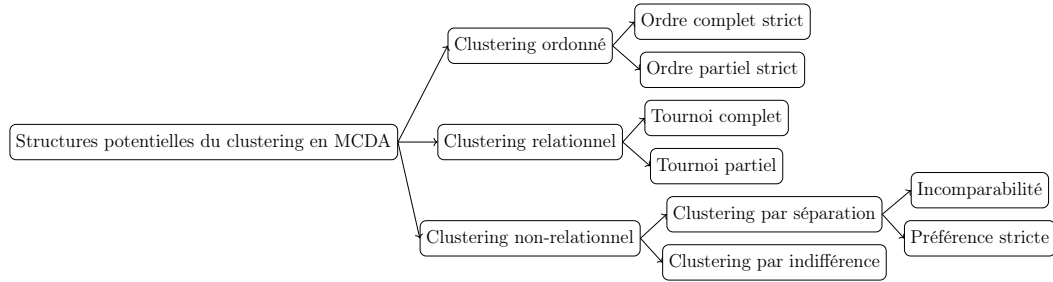 Structures potentielles du clustering en MCDA
Clustering ordonné
Ordre complet strict
Ordre partiel strict
Clustering relationnel
Tournoi complet
Tournoi partiel
Clustering non-relationnel
Clustering par séparation
Incomparabilité
Préférence stricte
Clustering par indifférence